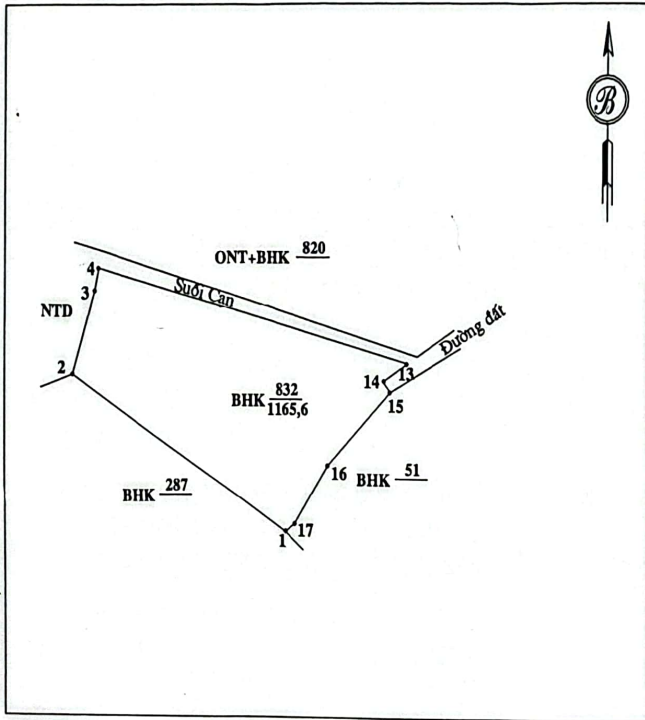 B
ONT+BHK 820
4
Suối Cạn
3
NTD
Đường đất
13
14
2
BHK 832
1165,6
15
16
BHK 51
BHK 287
17
1